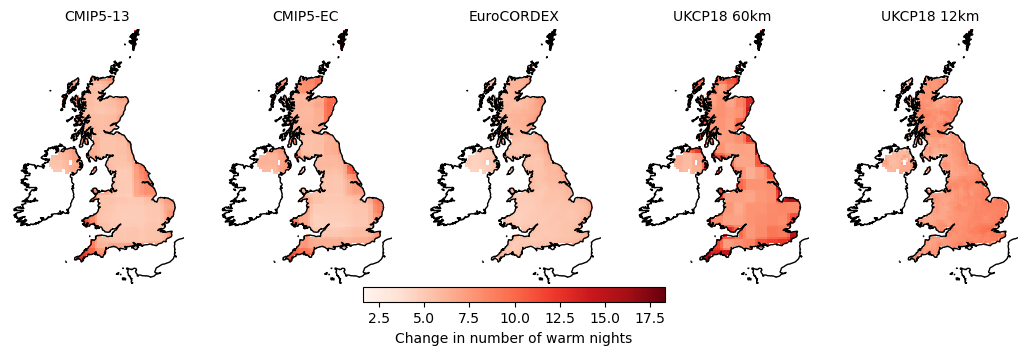 CMIP5-13 CMIP5-EC EuroCORDEX UKCP18 60km UKCP18 12km
2.5 5.0 7.5 10.0 12.5 15.0 17.5
Change in number of warm nights